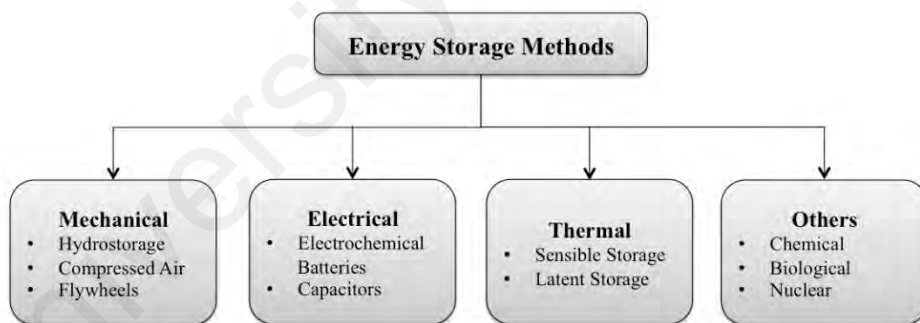 Energy Storage Methods
Mechanical
• Hydrostorage
• Compressed Air
• Flywheels
Electrical
• Electrochemical
Batteries
• Capacitors
Thermal
• Sensible Storage
• Latent Storage
Others
• Chemical
• Biological
• Nuclear